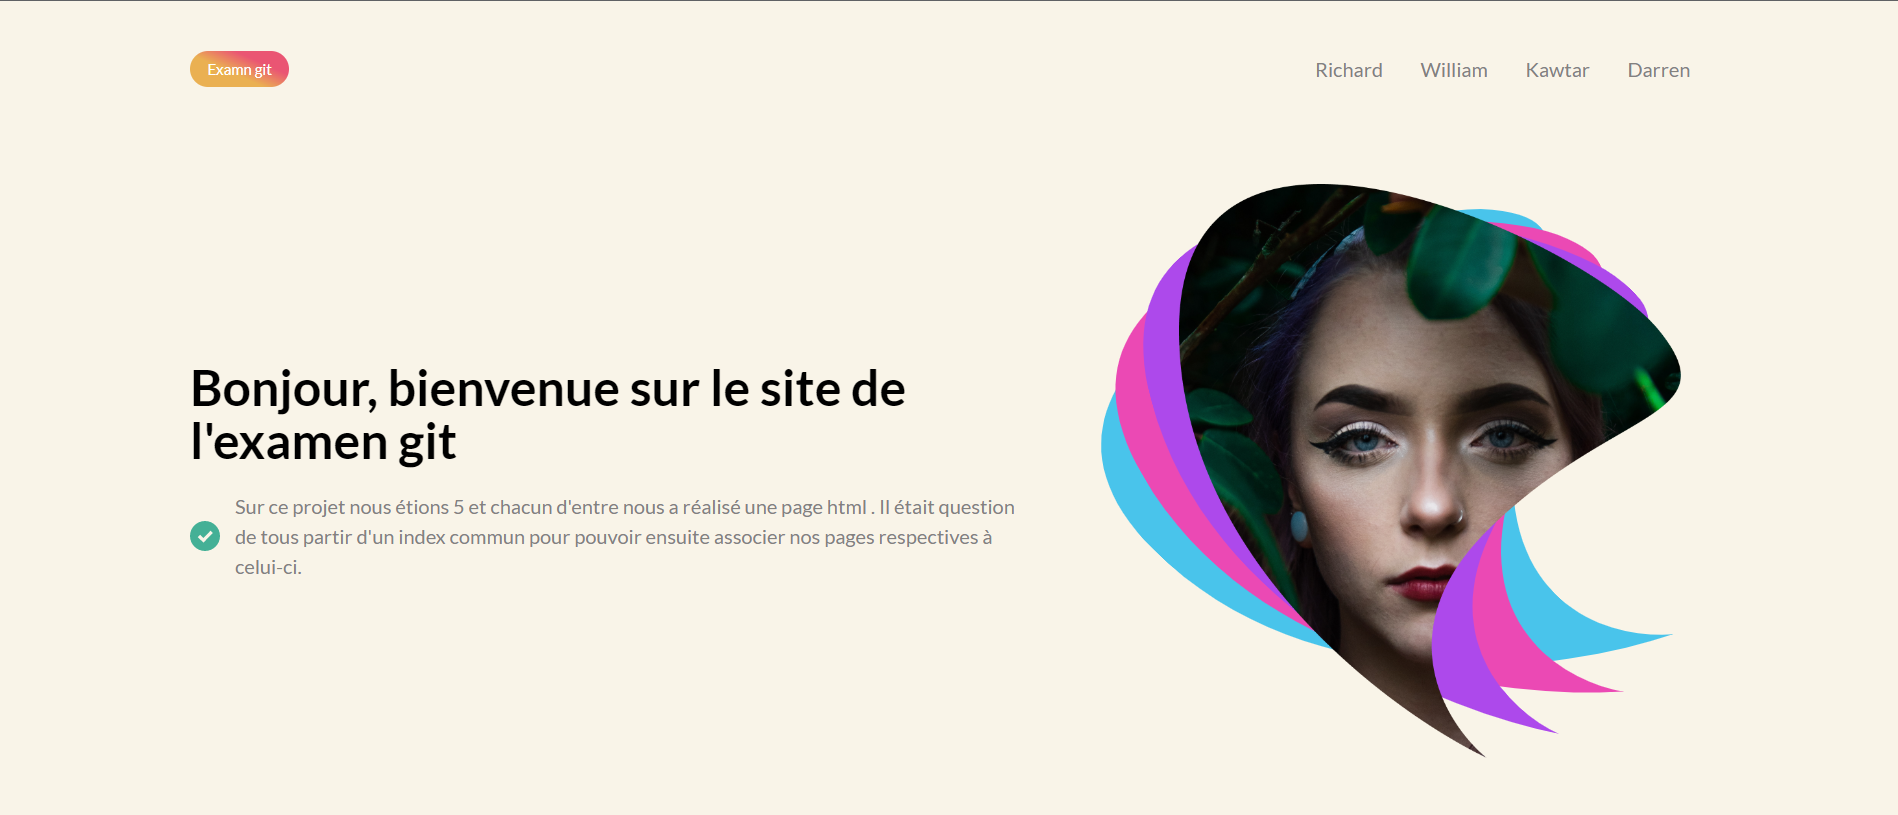 Examn git
Richard William Kawtar Darren
Bonjour, bienvenue sur le site de
l'examen git
Sur ce projet nous étions 5 et chacun d'entre nous a réalisé une page html . Il était question
de tous partir d'un index commun pour pouvoir ensuite associer nos pages respectives à
celui-ci.